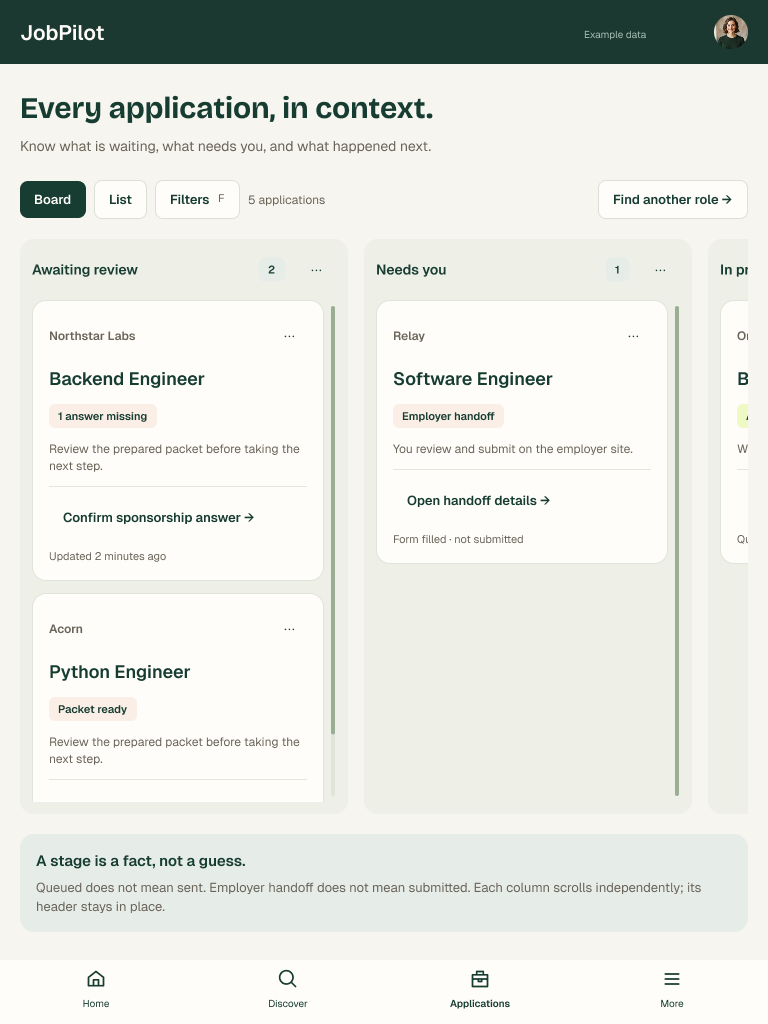 JobPilot
Example data
Every application, in context.
Know what is waiting, what needs you, and what happened next.
Board
List
Filters F
5 applications
Find another role →
Awaiting review
2
...
Northstar Labs
...
Backend Engineer
1 answer missing
Review the prepared packet before taking the
next step.
Confirm sponsorship answer →
Updated 2 minutes ago
Acorn
...
Python Engineer
Packet ready
Review the prepared packet before taking the
next step.
Needs you
1
...
Relay
...
Software Engineer
Employer handoff
You review and submit on the employer site.
Open handoff details →
Form filled · not submitted
A stage is a fact, not a guess.
Queued does not mean sent. Employer handoff does not mean submitted. Each column scrolls independently; its
header stays in place.
Home
Discover
Applications
More